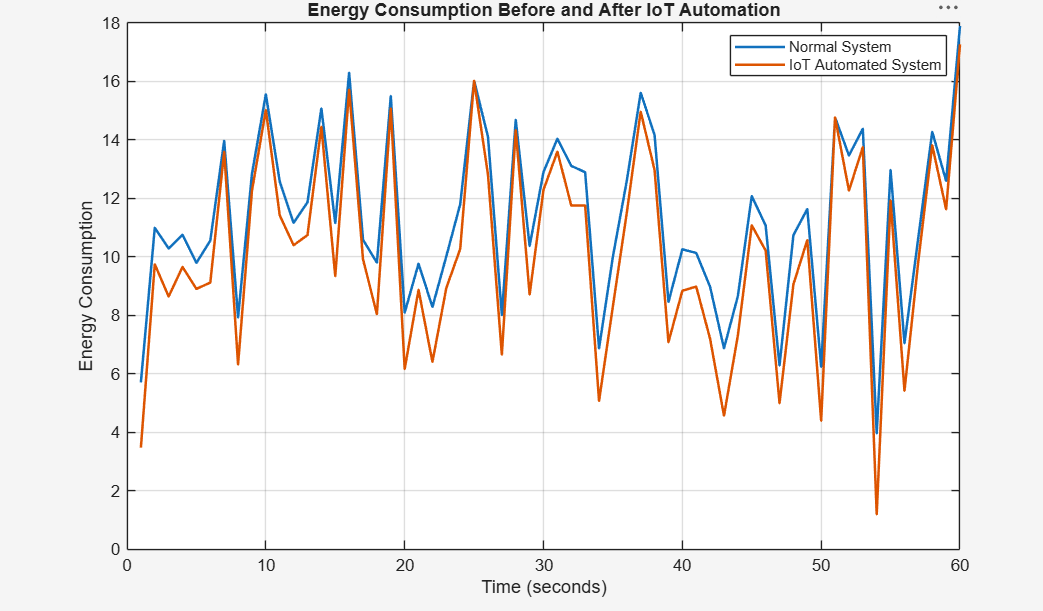 Energy Consumption Before and After IoT Automation
Normal System
IoT Automated System
18
16
14
12
10
8
6
4
2
0
Energy Consumption
0 10 20 30 40 50 60
Time (seconds)